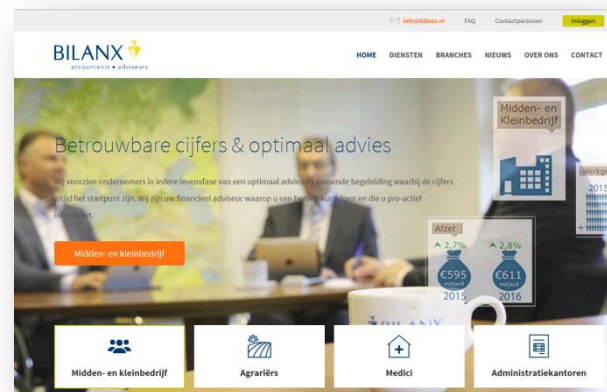 info@bilanx.nl FAQ Contactpersonen Inloggen
BILANX
accountants • adviseurs
HOME DIENSTEN BRANCHES NIEUWS OVER ONS CONTACT
Midden- en
Kleinbedrijf
Betrouwbare cijfers & optimaal advies
Wij voorzien ondernemers in iedere levensfase van een optimaal advies en passende begeleiding waarbij de cijfers
altijd het startpunt zijn. Wij zijn uw financieel adviseur waarop u een beroep kunt doen en die u pro-actief
informeert.
Werkge
2015
Midden- en kleinbedrijf
Afzet
2,7% 2,8%
€595 €611
miljard miljard
2015 2016
BILANX
Midden- en kleinbedrijf Agrariërs Medici Administratiekantoren